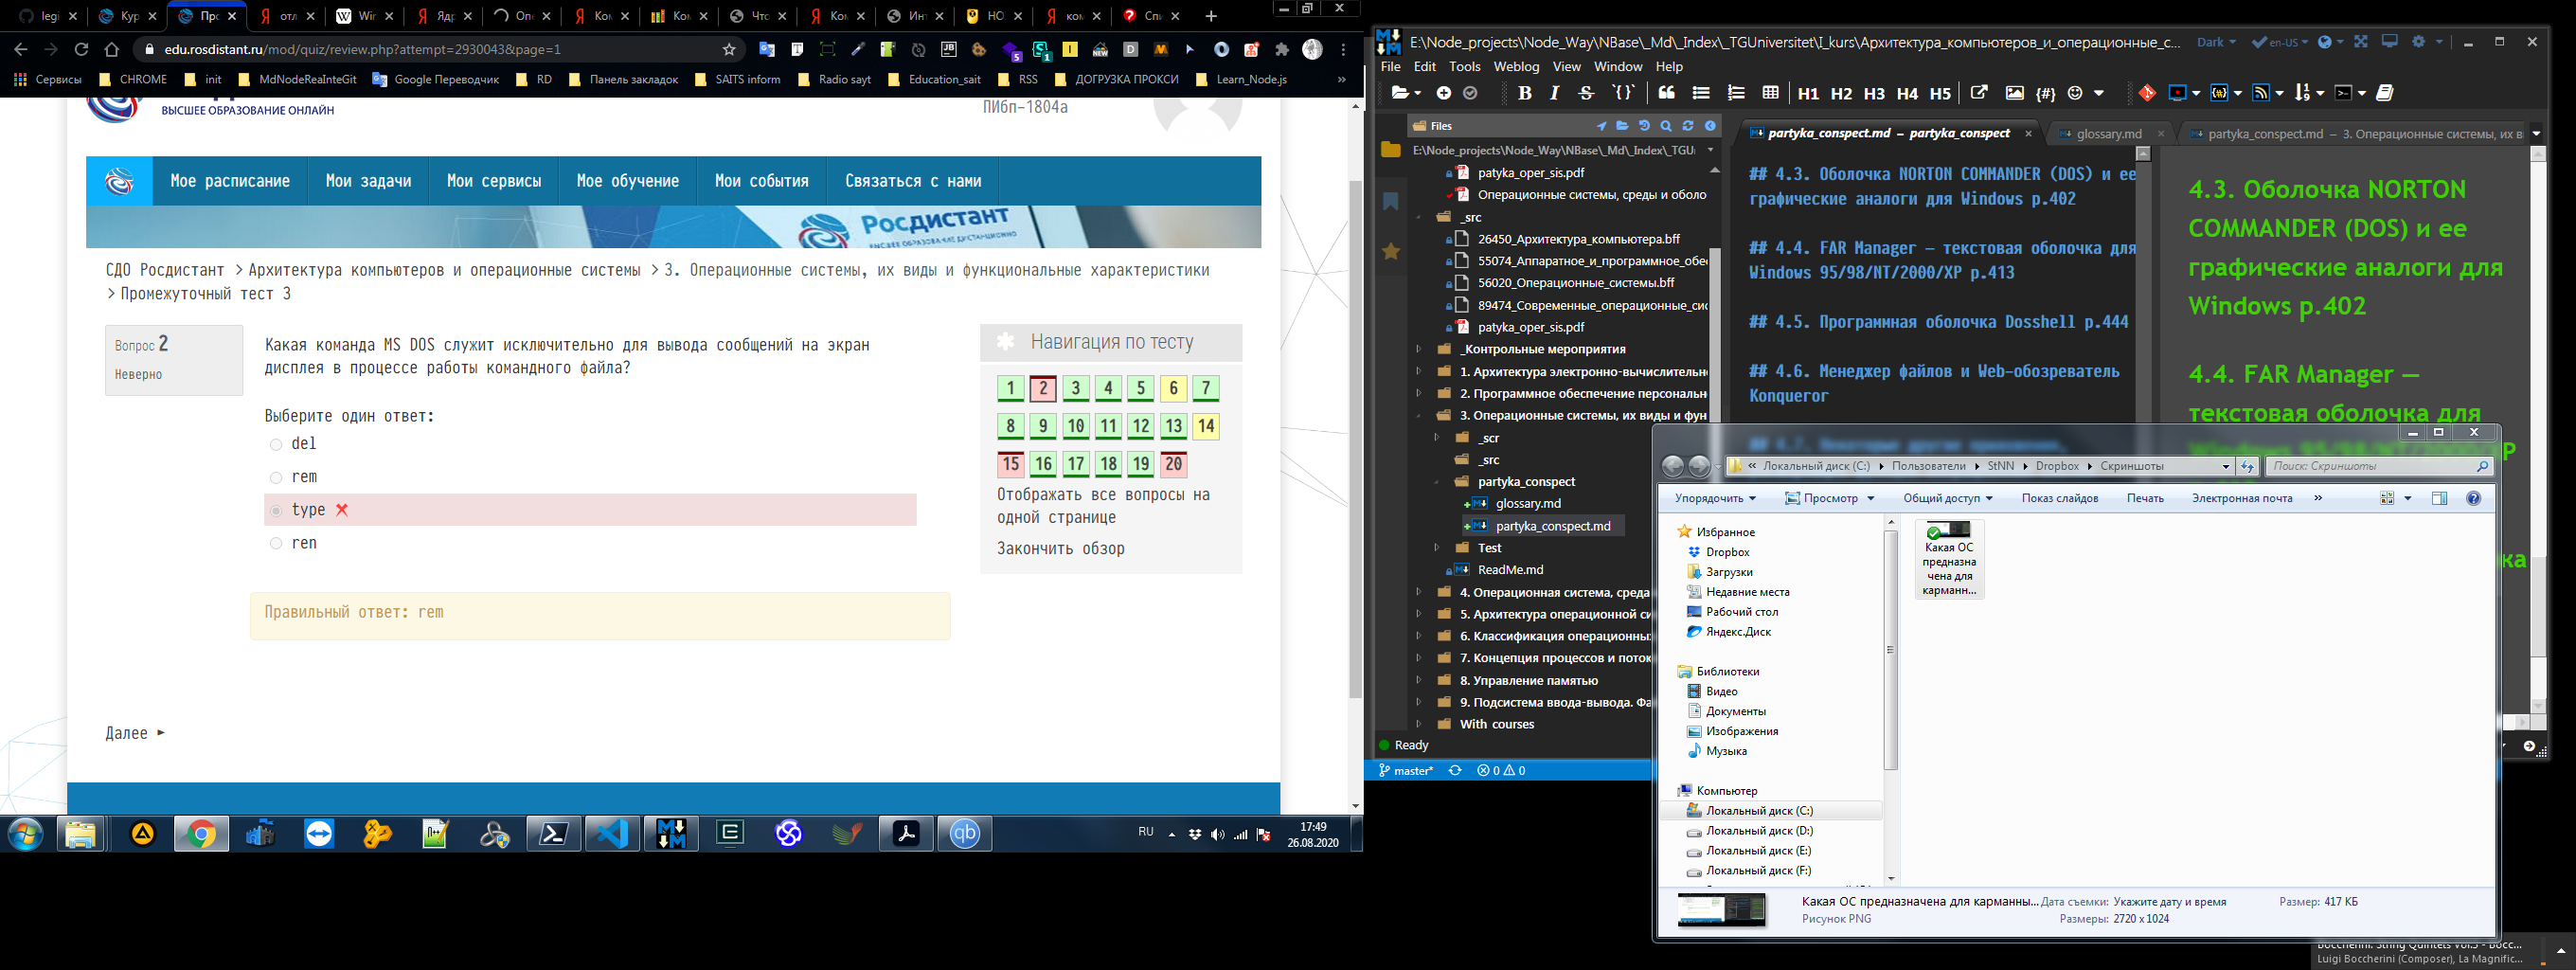 legi
Кур
Про
отл
Wir
Ядр
Опе
Ком
Ком
Что
Ком
Инт
НО
ком
Спи
edu.rosdistant.ru/mod/quiz/review.php?attempt=2930043&page=1
Сервисы CHROME init MdNodeReaInteGit Google Переводчик RD Панель закладок SAITS inform Radio sayt Education_sait RSS ДОГРУЗКА ПРОКСИ Learn_Node.js »
ВЫСШЕЕ ОБРАЗОВАНИЕ ОНЛАЙН
ПИбп-1804а
Мое расписание Мои задачи Мои сервисы Мое обучение Мои события Связаться с нами
Росдистант
СДО Росдистант > Архитектура компьютеров и операционные системы > 3. Операционные системы, их виды и функциональные характеристики
> Промежуточный тест 3
Вопрос 2
Неверно
Какая команда MS DOS служит исключительно для вывода сообщений на экран
дисплея в процессе работы командного файла?
Выберите один ответ:
del
rem
type
ren
Правильный ответ: rem
Далее ►
Навигация по тесту
1 2 3 4 5 6 7
8 9 10 11 12 13 14
15 16 17 18 19 20
Отображать все вопросы на
одной странице
Закончить обзор
RU
17:49
26.08.2020
E:\Node_projects\Node_Way\NBase\_Md\_Index\_TGUniversitet\I_kurs\Архитектура_компьютеров_и_операционные_с...
Dark en-US
File Edit Tools Weblog View Window Help
B I S `{}` H1 H2 H3 H4 H5 {#}
Files
E:\Node_projects\Node_Way\NBase\_Md\_Index\_TGU
patyka_oper_sis.pdf
Операционные системы, среды и оболо
_src
26450_Архитектура_компьютера.bff
55074_Аппаратное_и_программное_обе
56020_Операционные_системы.bff
89474_Современные_операционные_сис
patyka_oper_sis.pdf
_Контрольные мероприятия
1. Архитектура электронно-вычислительн
2. Программное обеспечение персональн
3. Операционные системы, их виды и фун
_scr
_src
partyka_conspect
glossary.md
partyka_conspect.md
Test
ReadMe.md
4. Операционная система, среда
5. Архитектура операционной си
6. Классификация операционных
7. Концепция процессов и поток
8. Управление памятью
9. Подсистема ввода-вывода. Фа
With courses
Ready
master* 0 0
partyka_conspect.md – partyka_conspect
glossary.md
partyka_conspect.md – 3. Операционные системы, их в
## 4.3. Оболочка NORTON COMMANDER (DOS) и ее
графические аналоги для Windows p.402
## 4.4. FAR Manager — текстовая оболочка для
Windows 95/98/NT/2000/XP p.413
## 4.5. Программная оболочка Dosshell p.444
## 4.6. Менеджер файлов и Web-обозреватель
Konqueror
4.3. Оболочка NORTON
COMMANDER (DOS) и ее
графические аналоги для
Windows p.402
4.4. FAR Manager —
текстовая оболочка для
Локальный диск (C:) Пользователи StNN Dropbox Скриншоты
Поиск: Скриншоты
Упорядочить Просмотр Общий доступ Показ слайдов Печать Электронная почта »
Избранное
Dropbox
Загрузки
Недавние места
Рабочий стол
Яндекс.Диск
Библиотеки
Видео
Документы
Изображения
Музыка
Компьютер
Локальный диск (C:)
Локальный диск (D:)
Локальный диск (E:)
Локальный диск (F:)
Какая ОС
предназна
чена для
карманн...
Какая ОС предназначена для карманны... Дата съемки: Укажите дату и время Размер: 417 КБ
Рисунок PNG Размеры: 2720 x 1024
Luigi Boccherini (Composer), La Magnific...